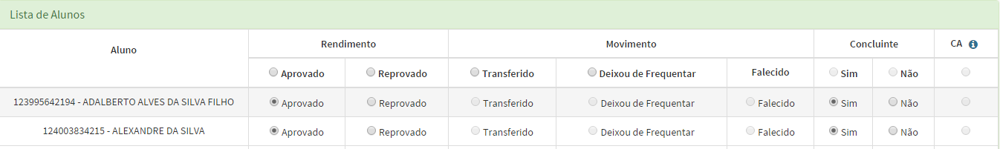 Lista de Alunos
Aluno Rendimento Movimento Concluinte CA
Aprovado Reprovado Transferido Deixou de Frequentar Falecido Sim Não
123995642194 - ADALBERTO ALVES DA SILVA FILHO Aprovado Reprovado Transferido Deixou de Frequentar Falecido Sim Não
124003834215 - ALEXANDRE DA SILVA Aprovado Reprovado Transferido Deixou de Frequentar Falecido Sim Não